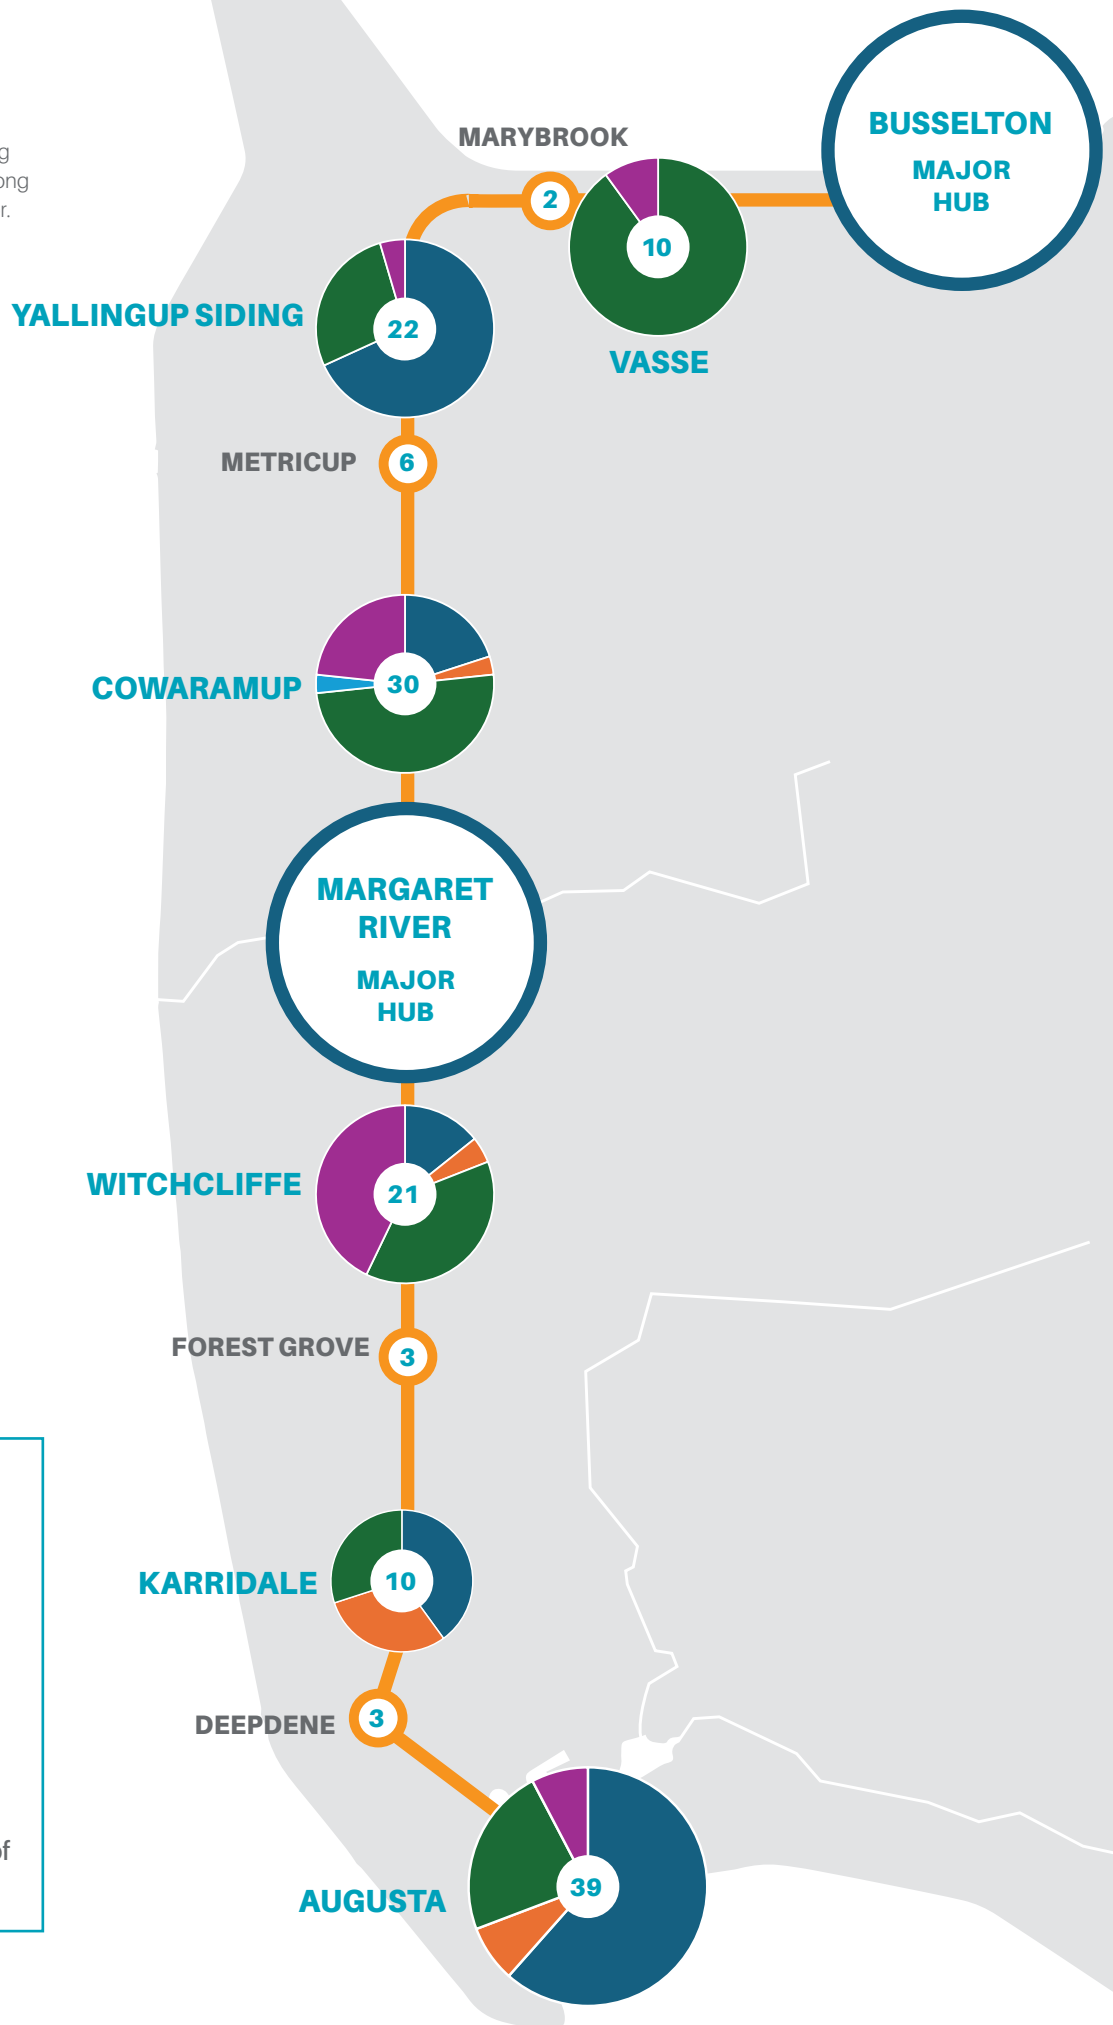 BUSSELTON
MAJOR
HUB
MARYBROOK
r.
2
10
VASSE
YALLINGUP SIDING
22
METRICUP
6
COWARAMUP
30
MARGARET
RIVER
MAJOR
HUB
WITCHCLIFFE
21
FOREST GROVE
3
KARRIDALE
10
DEEPDENE
3
of
AUGUSTA
39